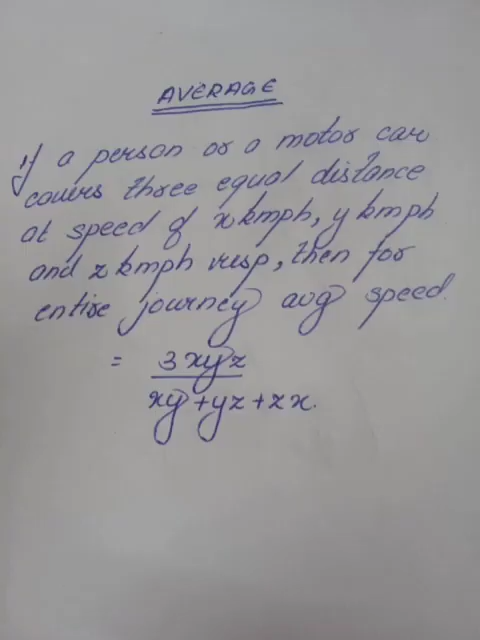 AVERAGE
if a person or a motor car
covers three equal distance
at speed of x kmph, y kmph
and z kmph resp, then for
entire journey avg speed.
= 3xyz
xy+yz+zx.